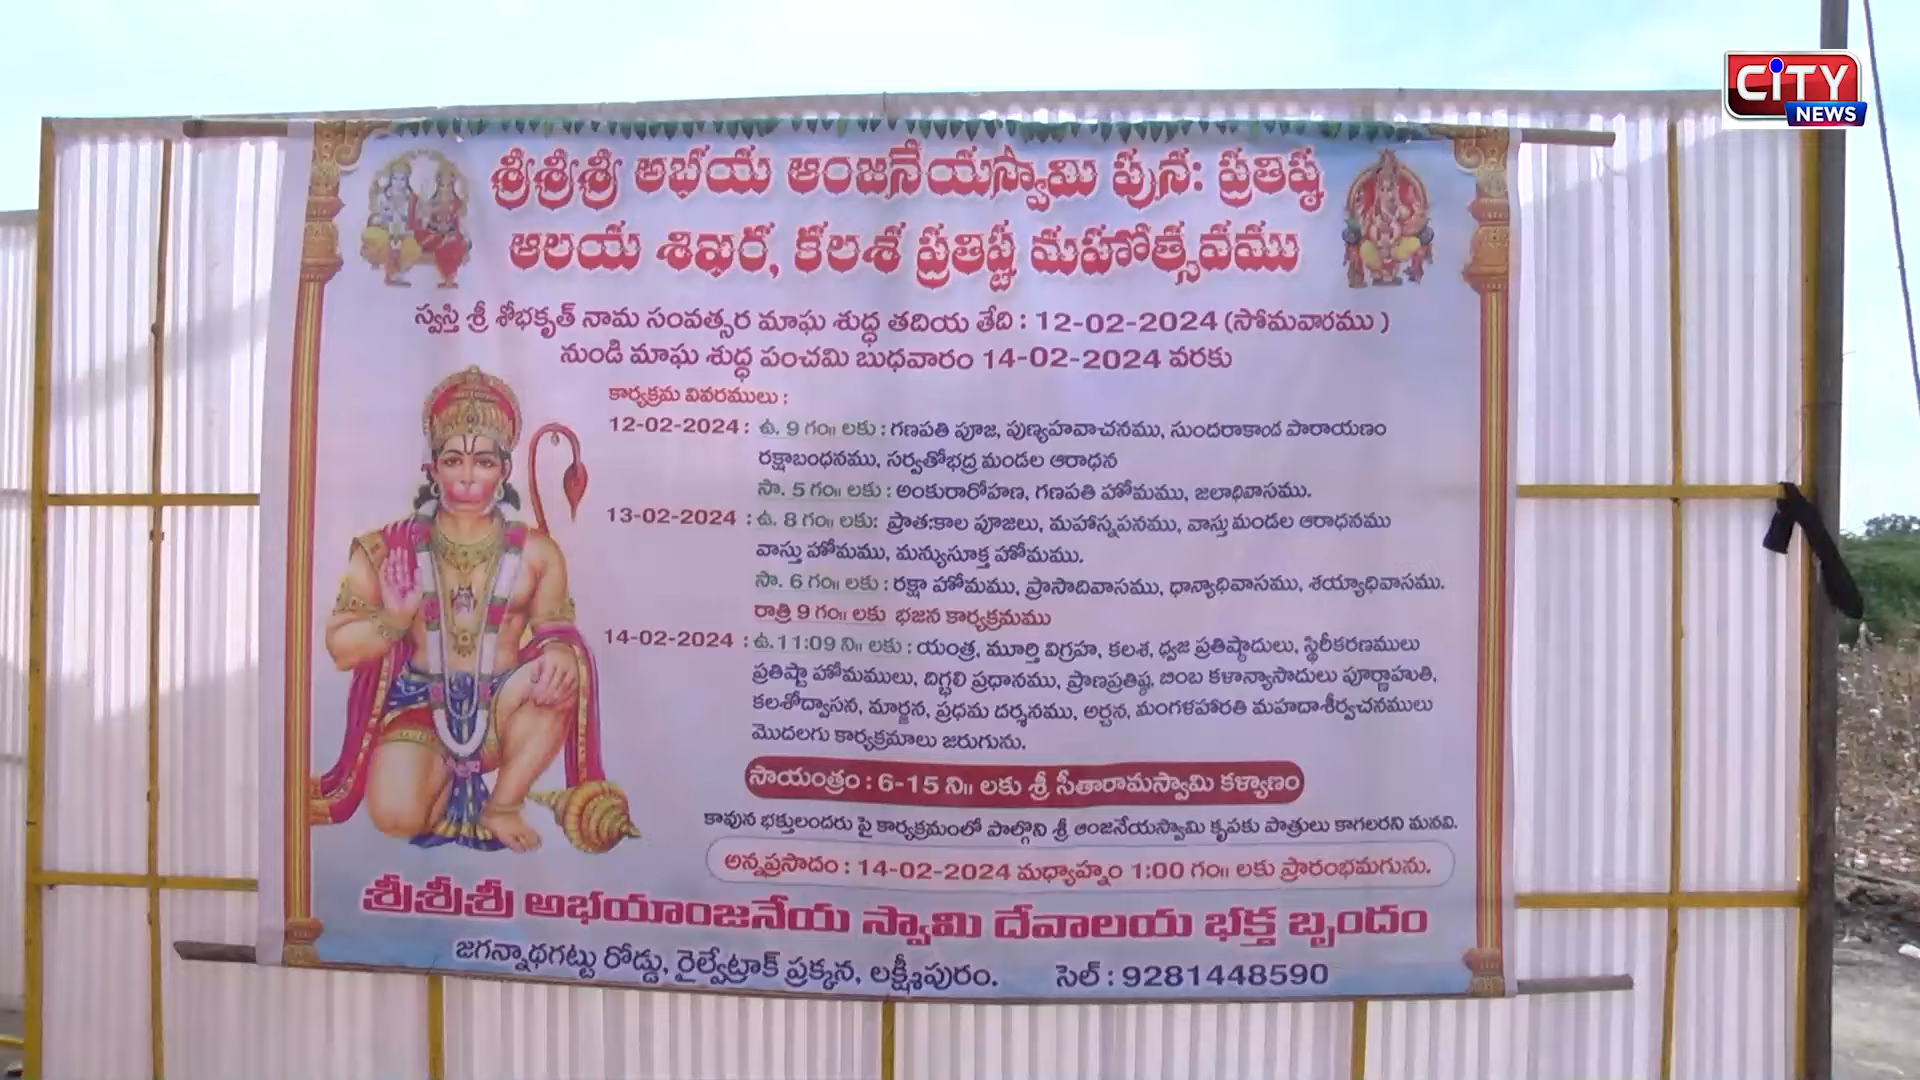 CITY
NEWS
శ్రీశ్రీశ్రీ అభయ ఆంజనేయస్వామి పున: ప్రతిష్ఠ
ఆలయ శిఖర, కలశ ప్రతిష్ట మహోత్సవము
స్వస్తి శ్రీ శోభకృత్ నామ సంవత్సర మాఘ శుద్ధ తదియ తేది : 12-02-2024 (సోమవారము )
నుండి మాఘ శుద్ధ పంచమి బుధవారం 14-02-2024 వరకు
కార్యక్రమ వివరములు :
12-02-2024 : ఉ. 9 గం॥ లకు : గణపతి పూజ, పుణ్యహవాచనము, సుందరాకాండ పారాయణం
రక్షాబంధనము, సర్వతోభద్ర మండల ఆరాధన
సా. 5 గం॥ లకు : అంకురారోహణ, గణపతి హోమము, జలాధివాసము.
13-02-2024 : ఉ. 8 గం॥ లకు: ప్రాత:కాల పూజలు, మహాస్నపనము, వాస్తు మండల ఆరాధనము
వాస్తు హోమము, మన్యుసూక్త హోమము.
సా. 6 గం॥ లకు : రక్షా హోమము, ప్రాసాదివాసము, ధాన్యాధివాసము, శయ్యాధివాసము.
రాత్రి 9 గం॥ లకు భజన కార్యక్రమము
14-02-2024 : ఉ. 11:09 ని॥ లకు : యంత్ర, మూర్తి విగ్రహ, కలశ, ధ్వజ ప్రతిష్ఠాదులు, స్థిరీకరణములు
ప్రతిష్టా హోమములు, దిగ్భలి ప్రధానము, ప్రాణప్రతిష్ఠ, బింబ కళాన్యాసాదులు పూర్ణాహుతి,
కలశోద్వాసన, మార్జన, ప్రధమ దర్శనము, అర్చన, మంగళహారతి మహదాశీర్వచనములు
మొదలగు కార్యక్రమాలు జరుగును.
సాయంత్రం : 6-15 ని॥ లకు శ్రీ సీతారామస్వామి కళ్యాణం
కావున భక్తులందరు పై కార్యక్రమంలో పాల్గొని శ్రీ ఆంజనేయస్వామి కృపకు పాత్రులు కాగలరని మనవి.
అన్నప్రసాదం : 14-02-2024 మధ్యాహ్నం 1:00 గం॥ లకు ప్రారంభమగును.
శ్రీశ్రీశ్రీ అభయాంజనేయ స్వామి దేవాలయ భక్త బృందం
జగన్నాథగట్టు రోడ్డు, రైల్వేట్రాక్ ప్రక్కన, లక్ష్మీపురం. సెల్ : 9281448590